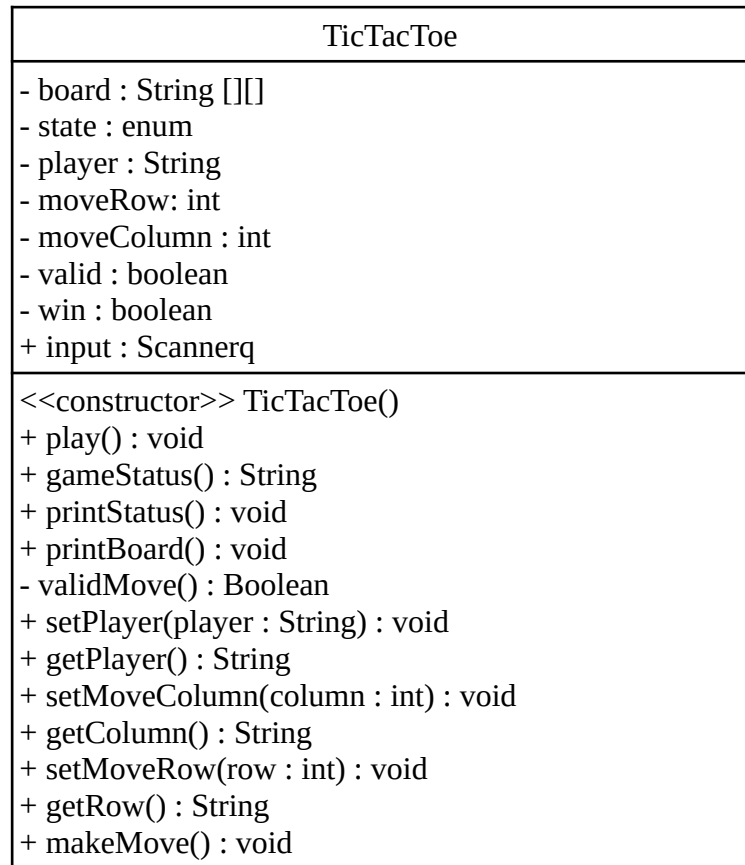 TicTacToe
- board : String [][]
- state : enum
- player : String
- moveRow: int
- moveColumn : int
- valid : boolean
- win : boolean
+ input : Scannerq
<<constructor>> TicTacToe()
+ play() : void
+ gameStatus() : String
+ printStatus() : void
+ printBoard() : void
- validMove() : Boolean
+ setPlayer(player : String) : void
+ getPlayer() : String
+ setMoveColumn(column : int) : void
+ getColumn() : String
+ setMoveRow(row : int) : void
+ getRow() : String
+ makeMove() : void